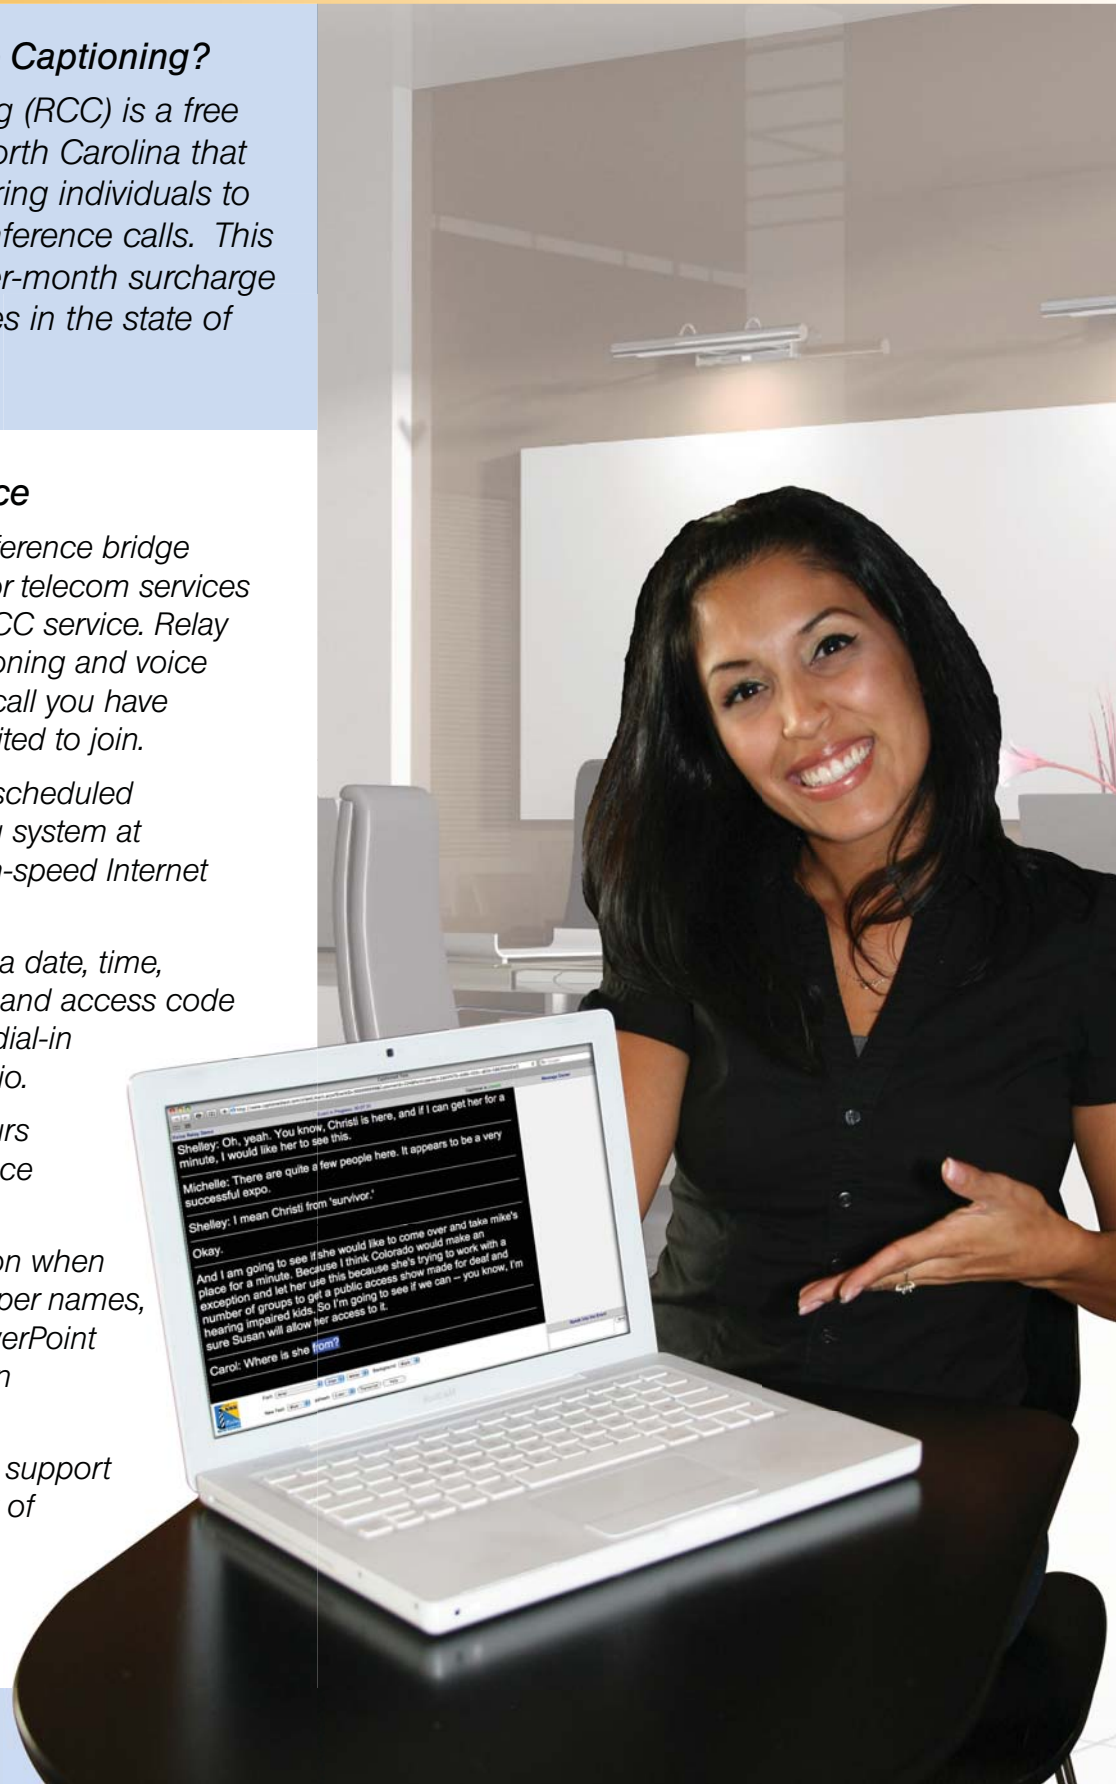 Captioning?
g (RCC) is a free
orth Carolina that
ring individuals to
nference calls.  This
er-month surcharge
es in the state of
ce
ference bridge
or telecom services
CC service. Relay
oning and voice
call you have
ited to join.
scheduled
g system at
h-speed Internet
a date, time,
and access code
dial-in
io.
urs
ce
on when
per names,
verPoint
n
support
of
Shelley: Oh, yeah. You know, Christi is here, and if I can get her for a
minute, I would like her to see this.
Michelle: There are quite a few people here. It appears to be a very
successful expo.
Shelley: I mean Christi from 'survivor.'
Okay.
And I am going to see if she would like to come over and take mike's
place for a minute. Because I think Colorado would make an
exception and let her use this because she's trying to work with a
number of groups to get a public access show made for deaf and
hearing impaired kids. So I'm going to see if we can -- you know, I'm
sure Susan will allow her access to it.
Carol: Where is she from?